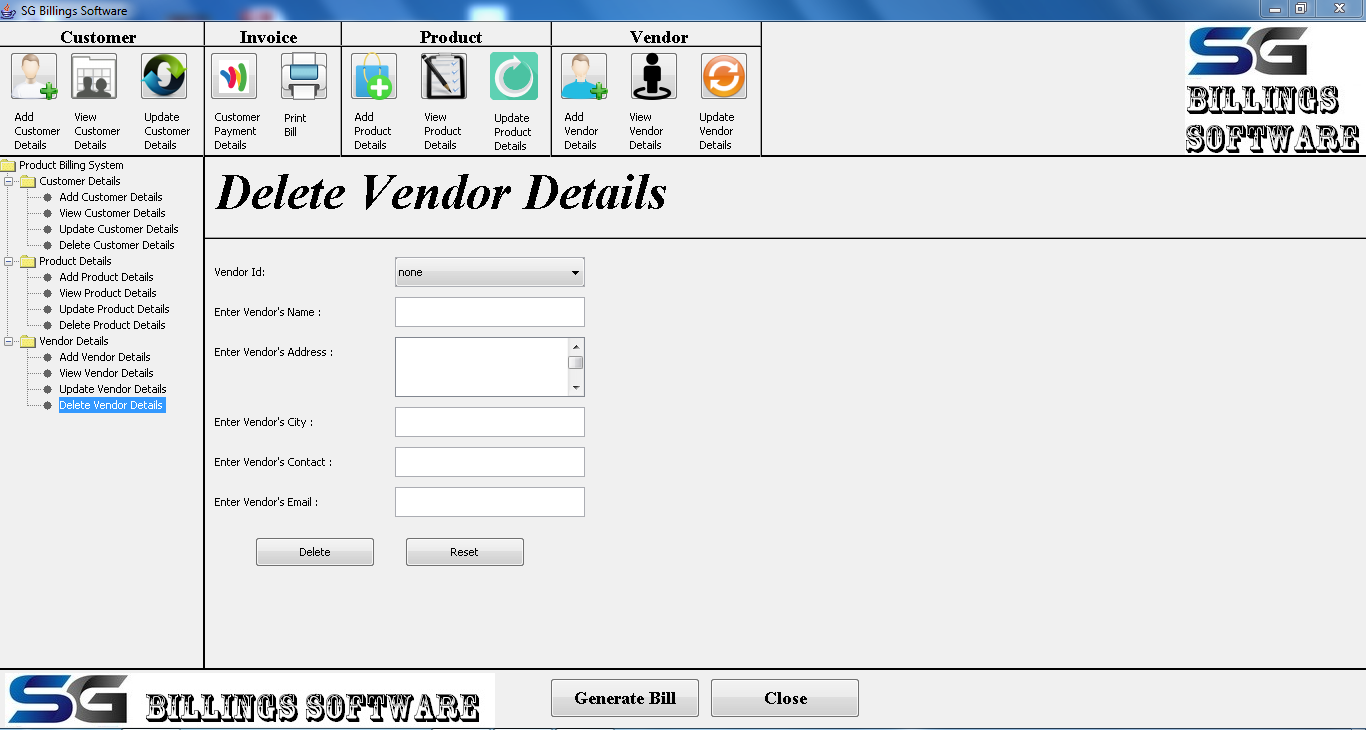 SG Billings Software
Customer
Invoice
Product
Vendor
Add
Customer
Details
View
Customer
Details
Update
Customer
Details
Customer
Payment
Details
Print
Bill
Add
Product
Details
View
Product
Details
Update
Product
Details
Add
Vendor
Details
View
Vendor
Details
Update
Vendor
Details
SG
BILLINGS
SOFTWARE
Product Billing System
Customer Details
Add Customer Details
View Customer Details
Update Customer Details
Delete Customer Details
Product Details
Add Product Details
View Product Details
Update Product Details
Delete Product Details
Vendor Details
Add Vendor Details
View Vendor Details
Update Vendor Details
Delete Vendor Details
Delete Vendor Details
Vendor Id:
none
Enter Vendor's Name :
Enter Vendor's Address :
Enter Vendor's City :
Enter Vendor's Contact :
Enter Vendor's Email :
Delete
Reset
SG BILLINGS SOFTWARE
Generate Bill
Close